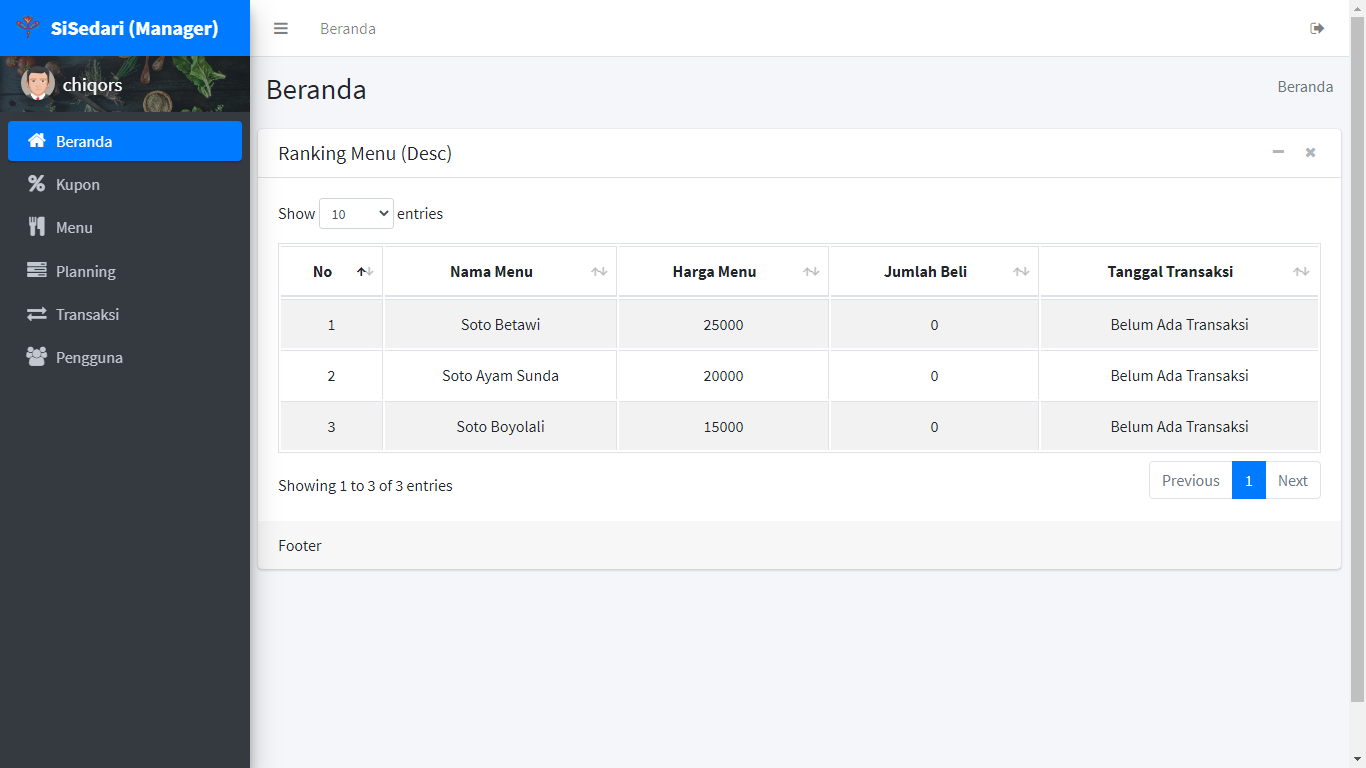 SiSedari (Manager)
Beranda
chiqors
Beranda
Kupon
Menu
Planning
Transaksi
Pengguna
Beranda
Beranda
Ranking Menu (Desc)
Show 10 entries
No Nama Menu Harga Menu Jumlah Beli Tanggal Transaksi
1 Soto Betawi 25000 0 Belum Ada Transaksi
2 Soto Ayam Sunda 20000 0 Belum Ada Transaksi
3 Soto Boyolali 15000 0 Belum Ada Transaksi
Showing 1 to 3 of 3 entries
Previous 1 Next
Footer